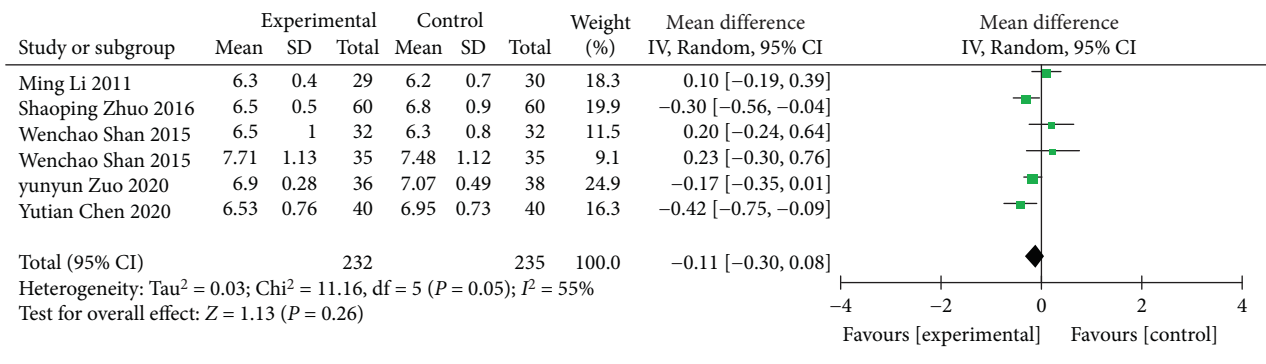 Experimental Control Weight Mean difference Mean difference
Study or subgroup Mean SD Total Mean SD Total (%) IV, Random, 95% CI IV, Random, 95% CI
Ming Li 2011 6.3 0.4 29 6.2 0.7 30 18.3 0.10 [−0.19, 0.39]
Shaoping Zhuo 2016 6.5 0.5 60 6.8 0.9 60 19.9 −0.30 [−0.56, −0.04]
Wenchao Shan 2015 6.5 1 32 6.3 0.8 32 11.5 0.20 [−0.24, 0.64]
Wenchao Shan 2015 7.71 1.13 35 7.48 1.12 35 9.1 0.23 [−0.30, 0.76]
yunyun Zuo 2020 6.9 0.28 36 7.07 0.49 38 24.9 −0.17 [−0.35, 0.01]
Yutian Chen 2020 6.53 0.76 40 6.95 0.73 40 16.3 −0.42 [−0.75, −0.09]
Total (95% CI) 232 235 100.0 −0.11 [−0.30, 0.08]
Heterogeneity: Tau² = 0.03; Chi² = 11.16, df = 5 (P = 0.05); I² = 55%
Test for overall effect: Z = 1.13 (P = 0.26)
−4 −2 0 2 4
Favours [experimental] Favours [control]